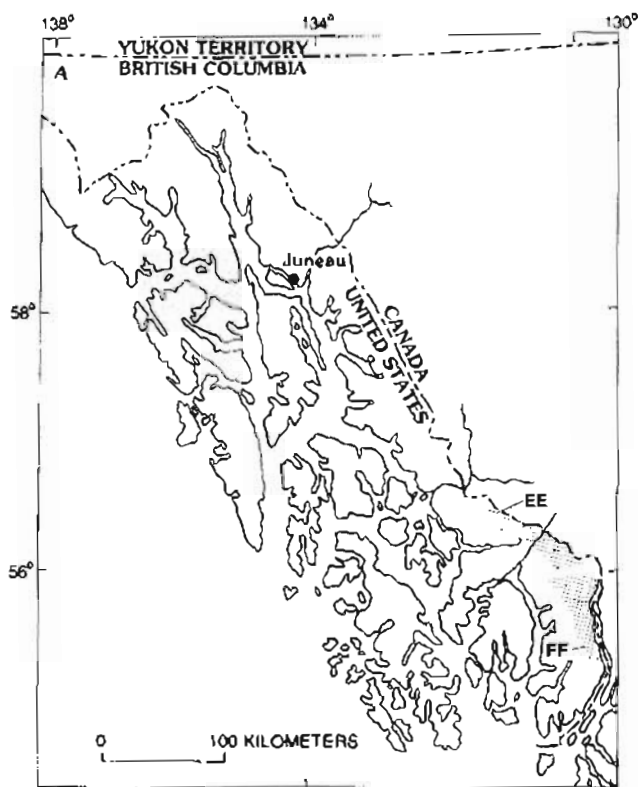 138° 134° 130°
YUKON TERRITORY
BRITISH COLUMBIA
A
Juneau
58°
CANADA
UNITED STATES
EE
56°
FF
0 100 KILOMETERS